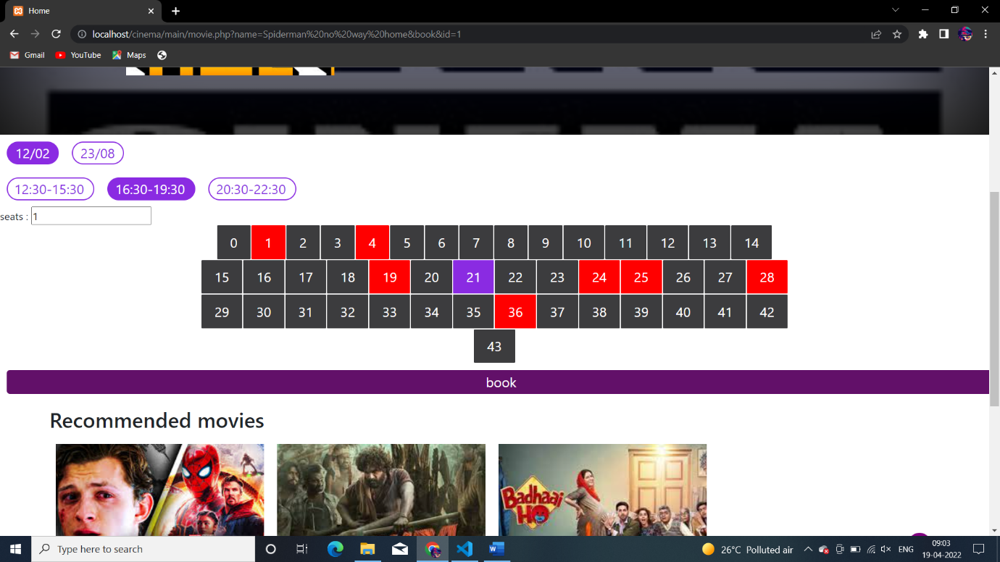 Home
localhost/cinema/main/movie.php?name=Spiderman%20no%20way%20home&book&id=1
Gmail YouTube Maps
12/02 23/08
12:30-15:30 16:30-19:30 20:30-22:30
seats : 1
0 1 2 3 4 5 6 7 8 9 10 11 12 13 14
15 16 17 18 19 20 21 22 23 24 25 26 27 28
29 30 31 32 33 34 35 36 37 38 39 40 41 42
43
book
Recommended movies
Badhaai
HO
Type here to search
26°C Polluted air
ENG
09:03
19-04-2022